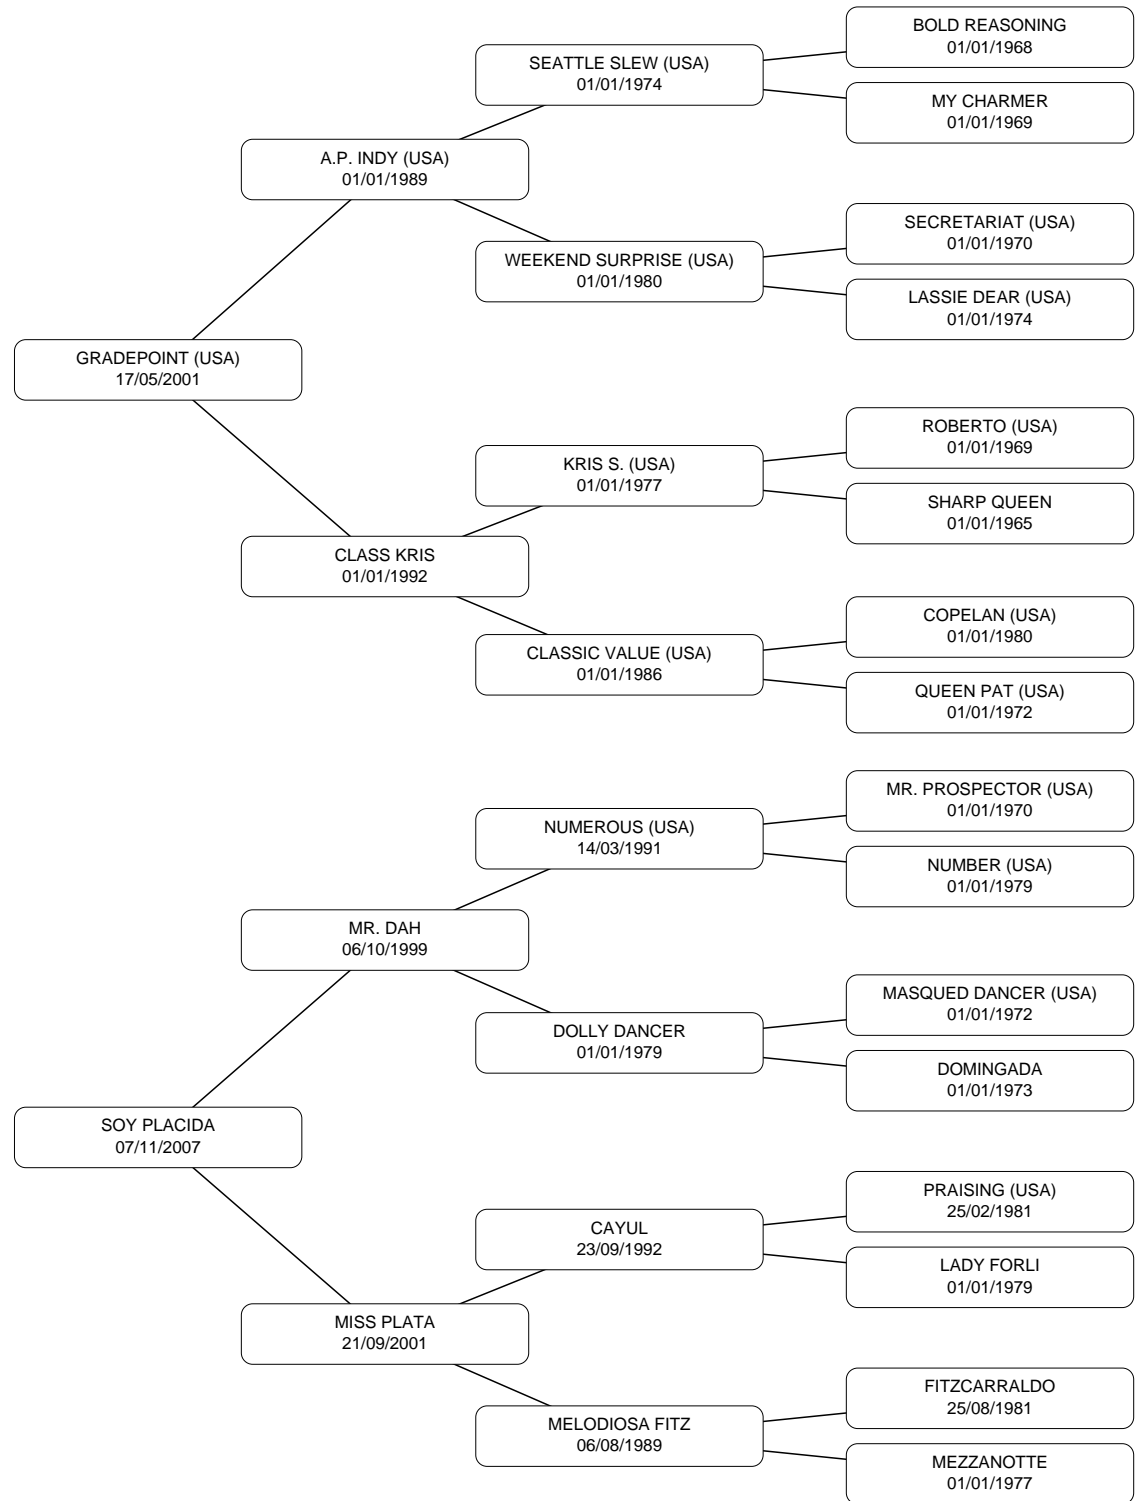 BOLD REASONING
01/01/1968
SEATTLE SLEW (USA)
01/01/1974
MY CHARMER
01/01/1969
A.P. INDY (USA)
01/01/1989
SECRETARIAT (USA)
01/01/1970
WEEKEND SURPRISE (USA)
01/01/1980
LASSIE DEAR (USA)
01/01/1974
GRADEPOINT (USA)
17/05/2001
ROBERTO (USA)
01/01/1969
KRIS S. (USA)
01/01/1977
SHARP QUEEN
01/01/1965
CLASS KRIS
01/01/1992
COPELAN (USA)
01/01/1980
CLASSIC VALUE (USA)
01/01/1986
QUEEN PAT (USA)
01/01/1972
MR. PROSPECTOR (USA)
01/01/1970
NUMEROUS (USA)
14/03/1991
NUMBER (USA)
01/01/1979
MR. DAH
06/10/1999
MASQUED DANCER (USA)
01/01/1972
DOLLY DANCER
01/01/1979
DOMINGADA
01/01/1973
SOY PLACIDA
07/11/2007
PRAISING (USA)
25/02/1981
CAYUL
23/09/1992
LADY FORLI
01/01/1979
MISS PLATA
21/09/2001
FITZCARRALDO
25/08/1981
MELODIOSA FITZ
06/08/1989
MEZZANOTTE
01/01/1977